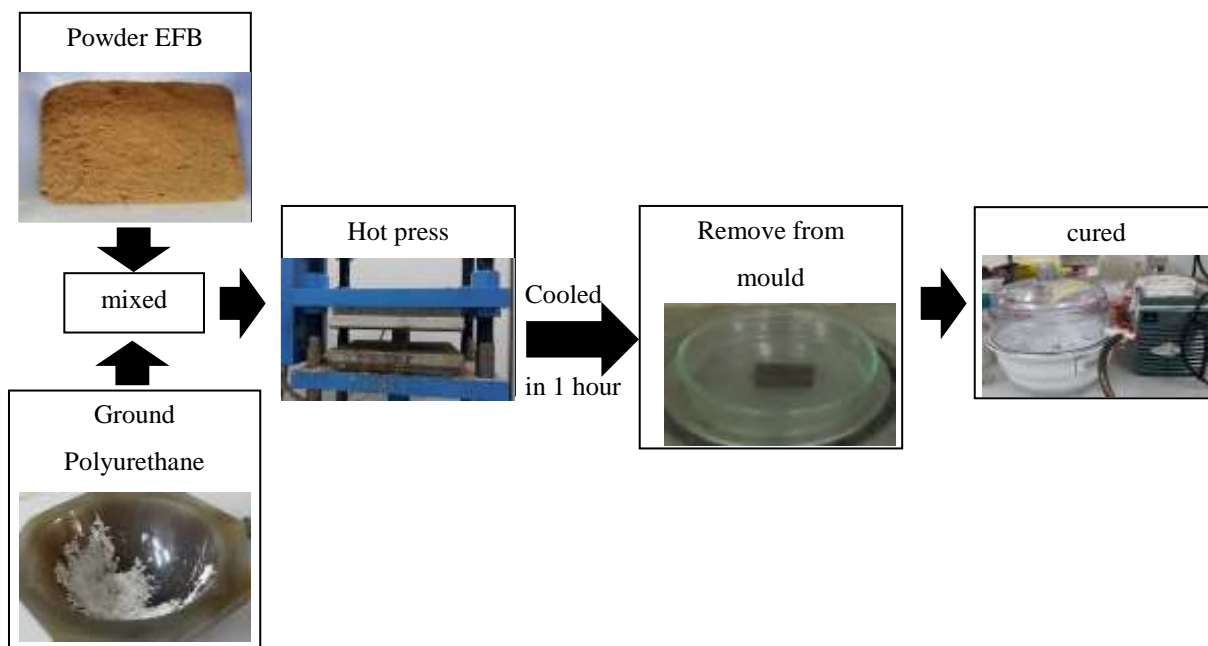 Powder EFB
mixed
Ground
Polyurethane
Hot press
Cooled
in 1 hour
Remove from
mould
cured